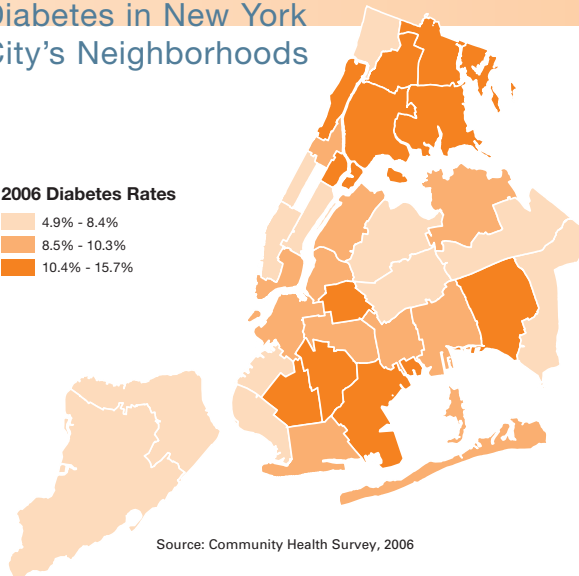 Diabetes in New York
City's Neighborhoods
2006 Diabetes Rates
4.9% - 8.4%
8.5% - 10.3%
10.4% - 15.7%
Source: Community Health Survey, 2006